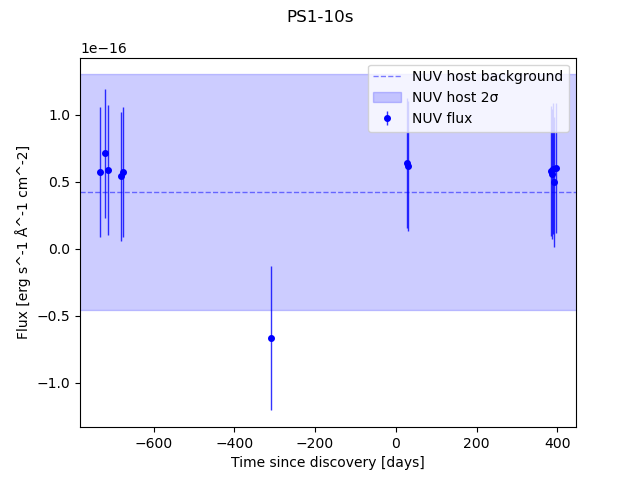 PS1-10s
1e−16
NUV host background
NUV host 2σ
NUV flux
1.0
0.5
0.0
−0.5
−1.0
Flux [erg s^-1 Å^-1 cm^-2]
−600 −400 −200 0 200 400
Time since discovery [days]